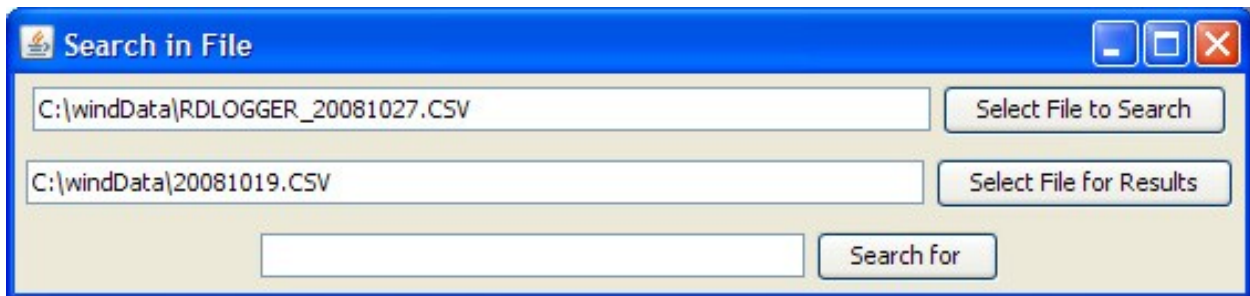 Search in File
C:\windData\RDLOGGER_20081027.CSV Select File to Search
C:\windData\20081019.CSV Select File for Results
Search for